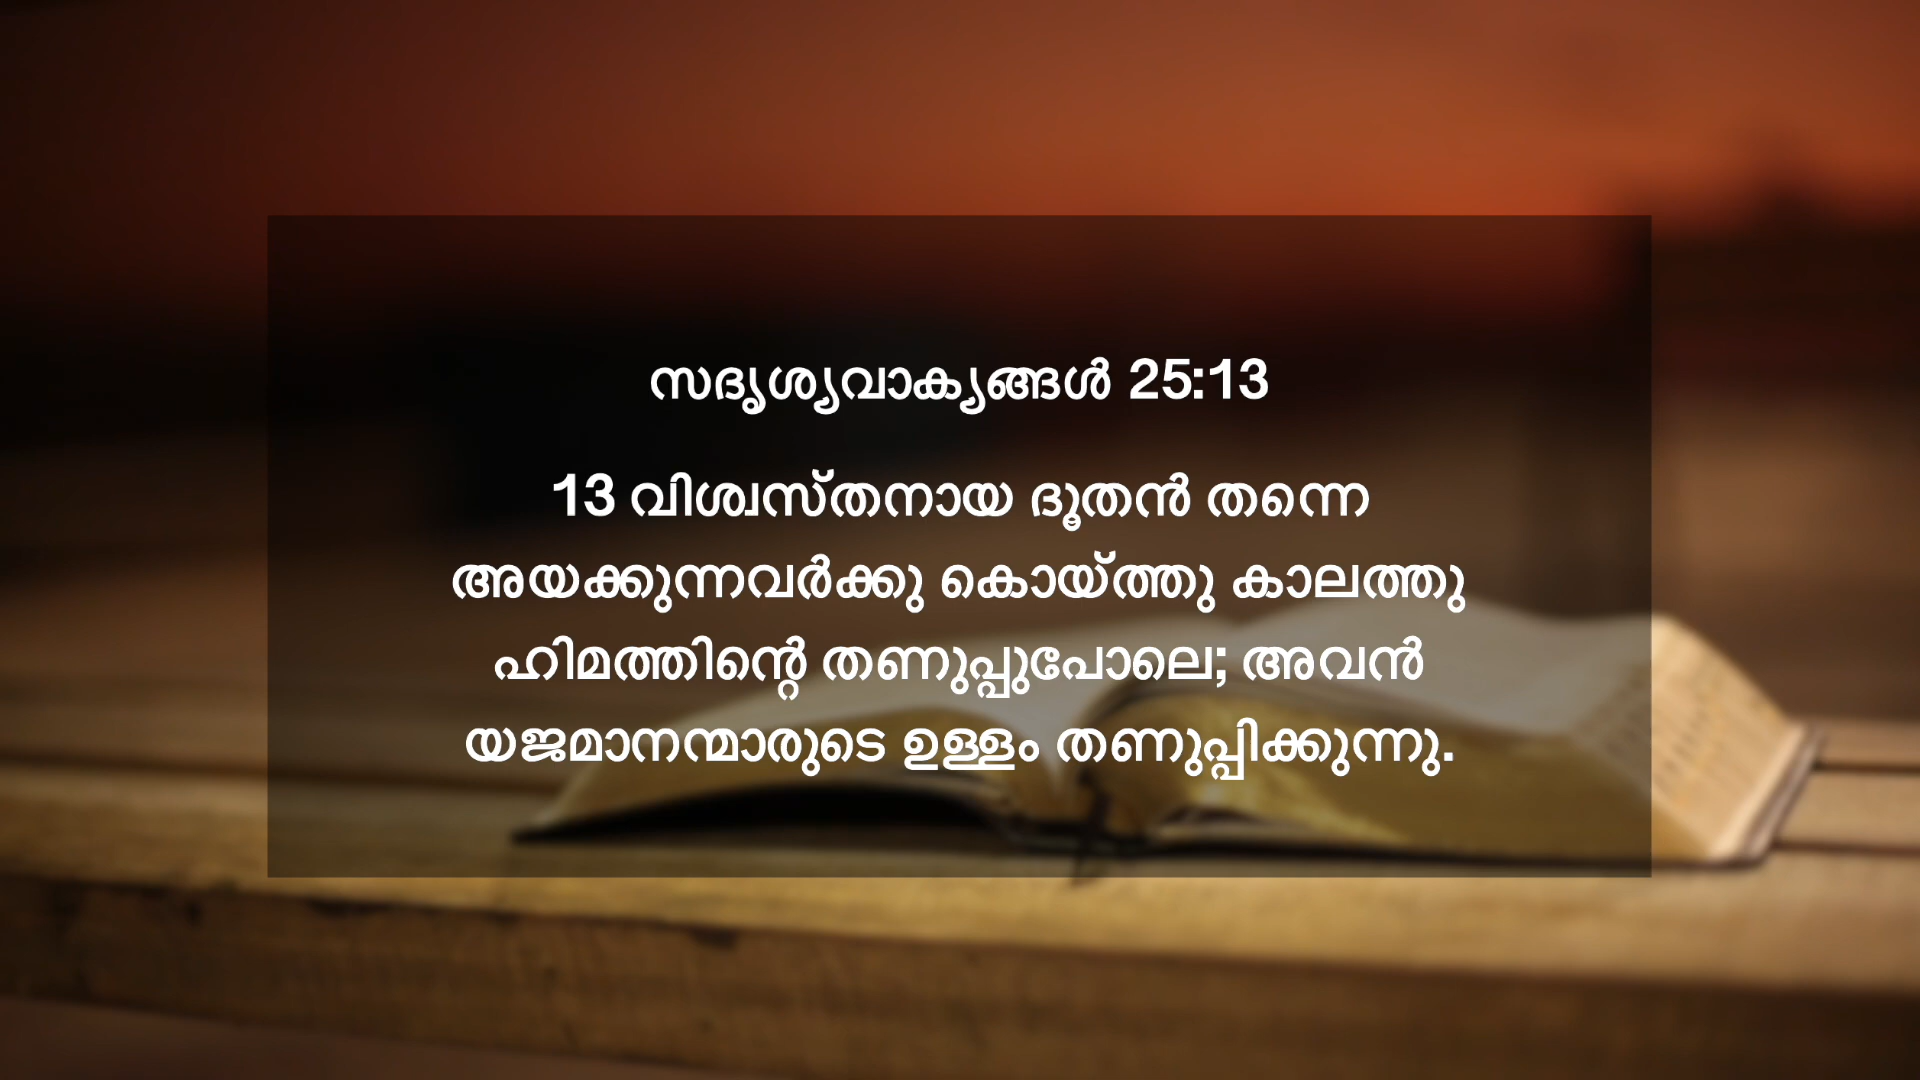 സദൃശ്യവാക്യങ്ങൾ 25:13
13 വിശ്വസ്തനായ ദൂതൻ തന്നെ
അയക്കുന്നവർക്കു കൊയ്ത്തു കാലത്തു
ഹിമത്തിന്റെ തണുപ്പുപോലെ; അവൻ
യജമാനന്മാരുടെ ഉള്ളം തണുപ്പിക്കുന്നു.